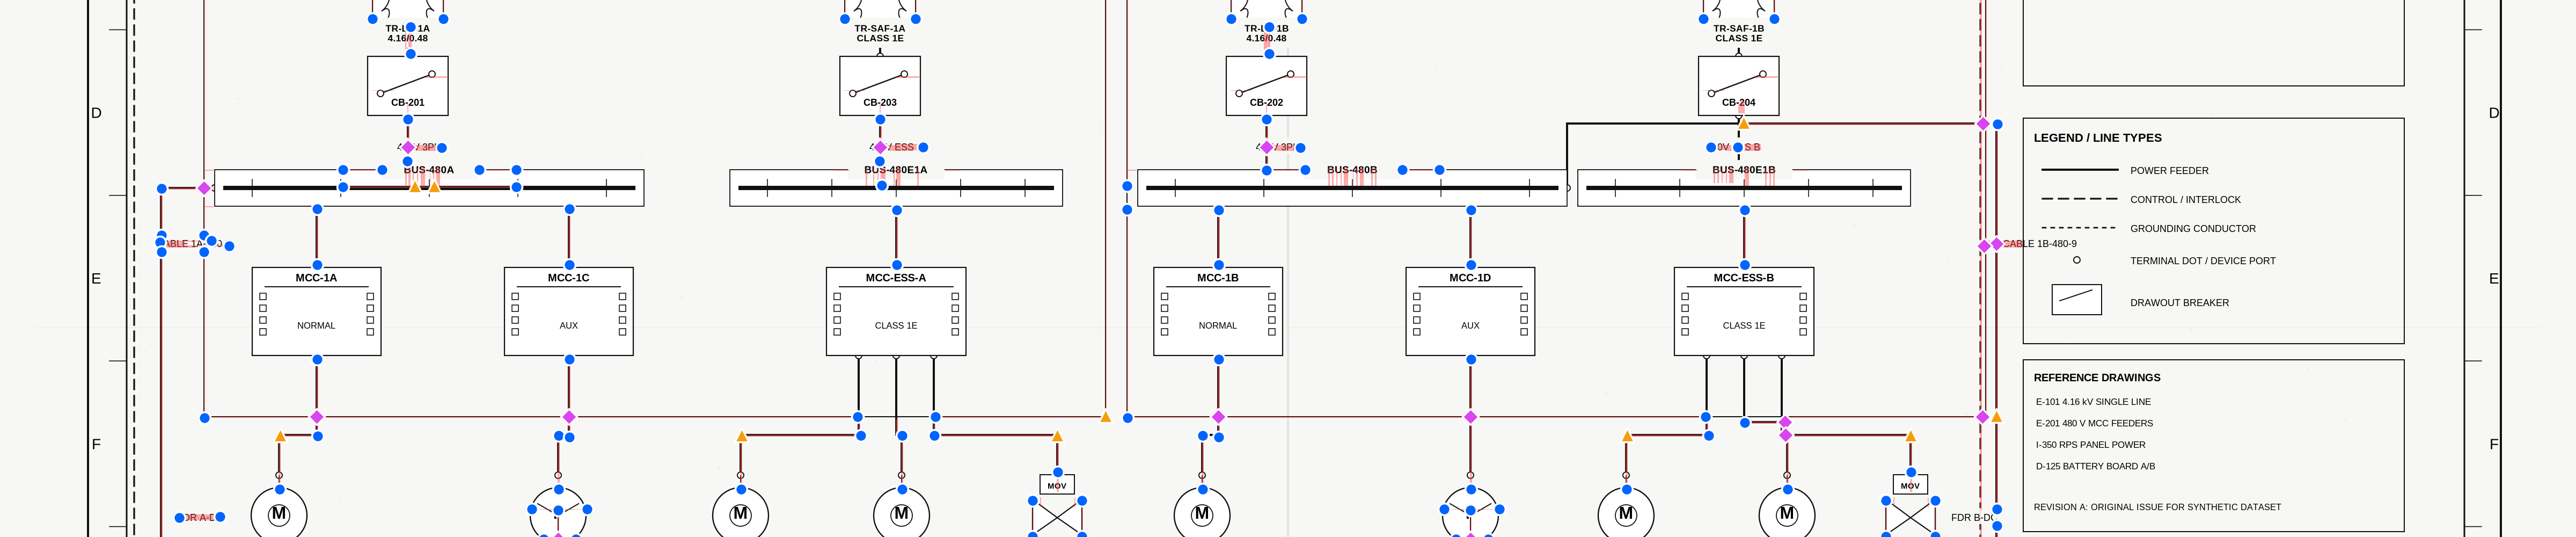 4.16/0.48
TR-SAF-1A
CLASS 1E
4.16/0.48
TR-SAF-1B
CLASS 1E
CB-201
CB-203
CB-202
CB-204
D
D
BUS-480A
BUS-480E1A
BUS-480B
BUS-480E1B
LEGEND / LINE TYPES
POWER FEEDER
CONTROL / INTERLOCK
GROUNDING CONDUCTOR
TERMINAL DOT / DEVICE PORT
DRAWOUT BREAKER
CABLE 1B-480-9
E
E
MCC-1A
NORMAL
MCC-1C
AUX
MCC-ESS-A
CLASS 1E
MCC-1B
NORMAL
MCC-1D
AUX
MCC-ESS-B
CLASS 1E
REFERENCE DRAWINGS
E-101 4.16 kV SINGLE LINE
E-201 480 V MCC FEEDERS
I-350 RPS PANEL POWER
D-125 BATTERY BOARD A/B
REVISION A: ORIGINAL ISSUE FOR SYNTHETIC DATASET
F
F
MOV
MOV
M
M
M
M
M
M
FDR